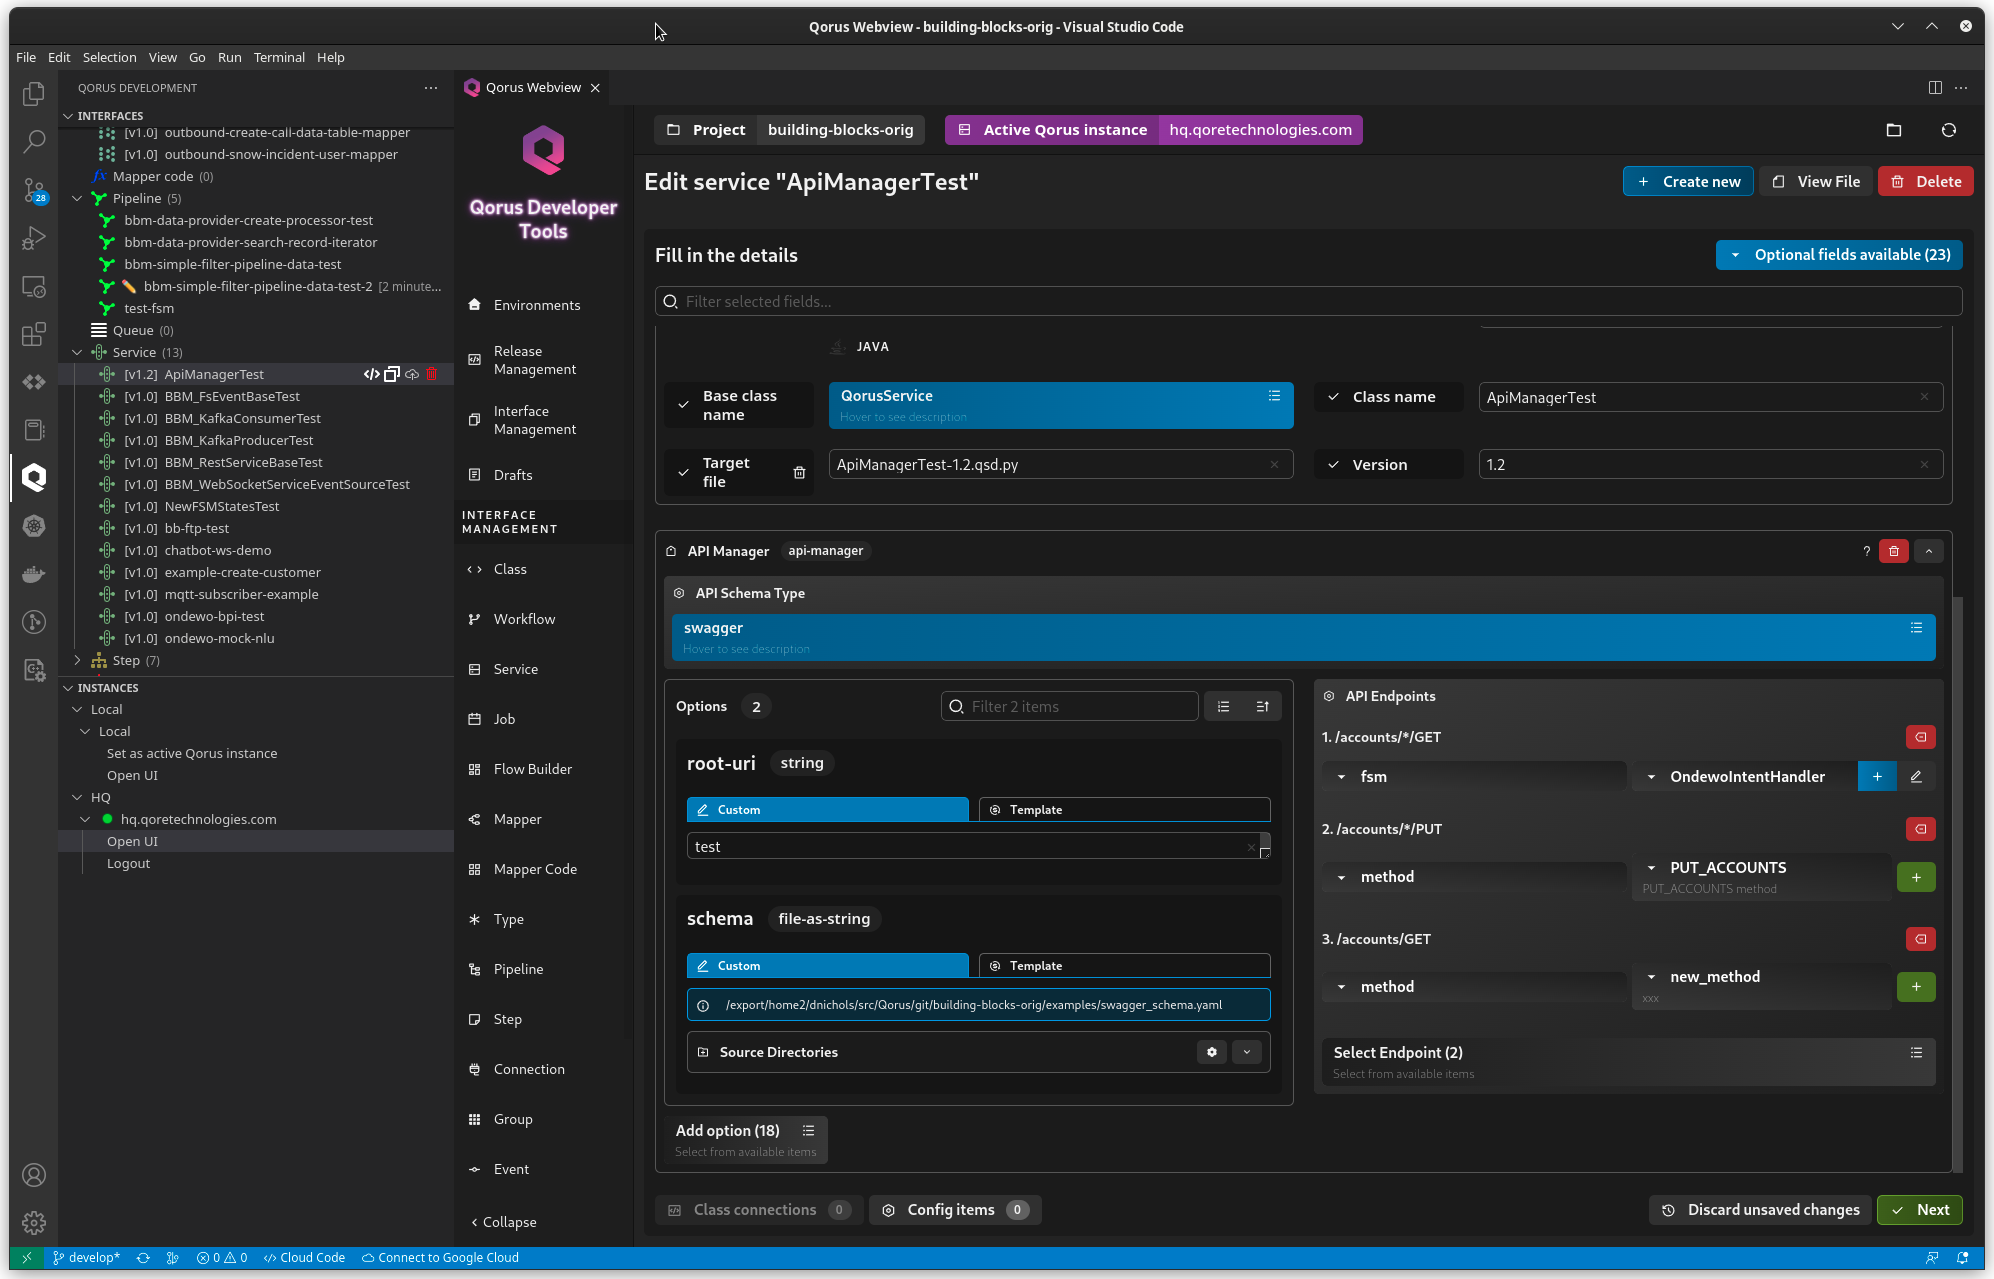 Qorus Webview - building-blocks-orig - Visual Studio Code
File Edit Selection View Go Run Terminal Help
QORUS DEVELOPMENT
INTERFACES
[v1.0] outbound-create-call-data-table-mapper
[v1.0] outbound-snow-incident-user-mapper
fx Mapper code (0)
Pipeline (5)
bbm-data-provider-create-processor-test
bbm-data-provider-search-record-iterator
bbm-simple-filter-pipeline-data-test
bbm-simple-filter-pipeline-data-test-2 [2 minute...
test-fsm
Queue (0)
Service (13)
[v1.2] ApiManagerTest
[v1.0] BBM_FsEventBaseTest
[v1.0] BBM_KafkaConsumerTest
[v1.0] BBM_KafkaProducerTest
[v1.0] BBM_RestServiceBaseTest
[v1.0] BBM_WebSocketServiceEventSourceTest
[v1.0] NewFSMStatesTest
[v1.0] bb-ftp-test
[v1.0] chatbot-ws-demo
[v1.0] example-create-customer
[v1.0] mqtt-subscriber-example
[v1.0] ondewo-bpi-test
[v1.0] ondewo-mock-nlu
Step (7)
INSTANCES
Local
Local
Set as active Qorus instance
Open UI
HQ
hq.qoretechnologies.com
Open UI
Logout
28
Qorus Webview
Qorus Developer
Tools
Environments
Release
Management
Interface
Management
Drafts
INTERFACE
MANAGEMENT
Class
Workflow
Service
Job
Flow Builder
Mapper
Mapper Code
Type
Pipeline
Step
Connection
Group
Event
Collapse
Project building-blocks-orig Active Qorus instance hq.qoretechnologies.com
Edit service "ApiManagerTest"
Create new View File Delete
Fill in the details
Optional fields available (23)
Filter selected fields...
JAVA
Base class
name
QorusService
Hover to see description
Class name
ApiManagerTest
Target
file
ApiManagerTest-1.2.qsd.py
Version
1.2
API Manager api-manager
?
API Schema Type
swagger
Hover to see description
Options 2
Filter 2 items
root-uri string
Custom Template
test
schema file-as-string
Custom Template
/export/home2/dnichols/src/Qorus/git/building-blocks-orig/examples/swagger_schema.yaml
Source Directories
Add option (18)
Select from available items
API Endpoints
1. /accounts/*/GET
fsm OndewoIntentHandler
2. /accounts/*/PUT
method PUT_ACCOUNTS
PUT_ACCOUNTS method
3. /accounts/GET
method new_method
xxx
Select Endpoint (2)
Select from available items
Class connections 0 Config items 0
Discard unsaved changes Next
develop* 0 0 Cloud Code Connect to Google Cloud